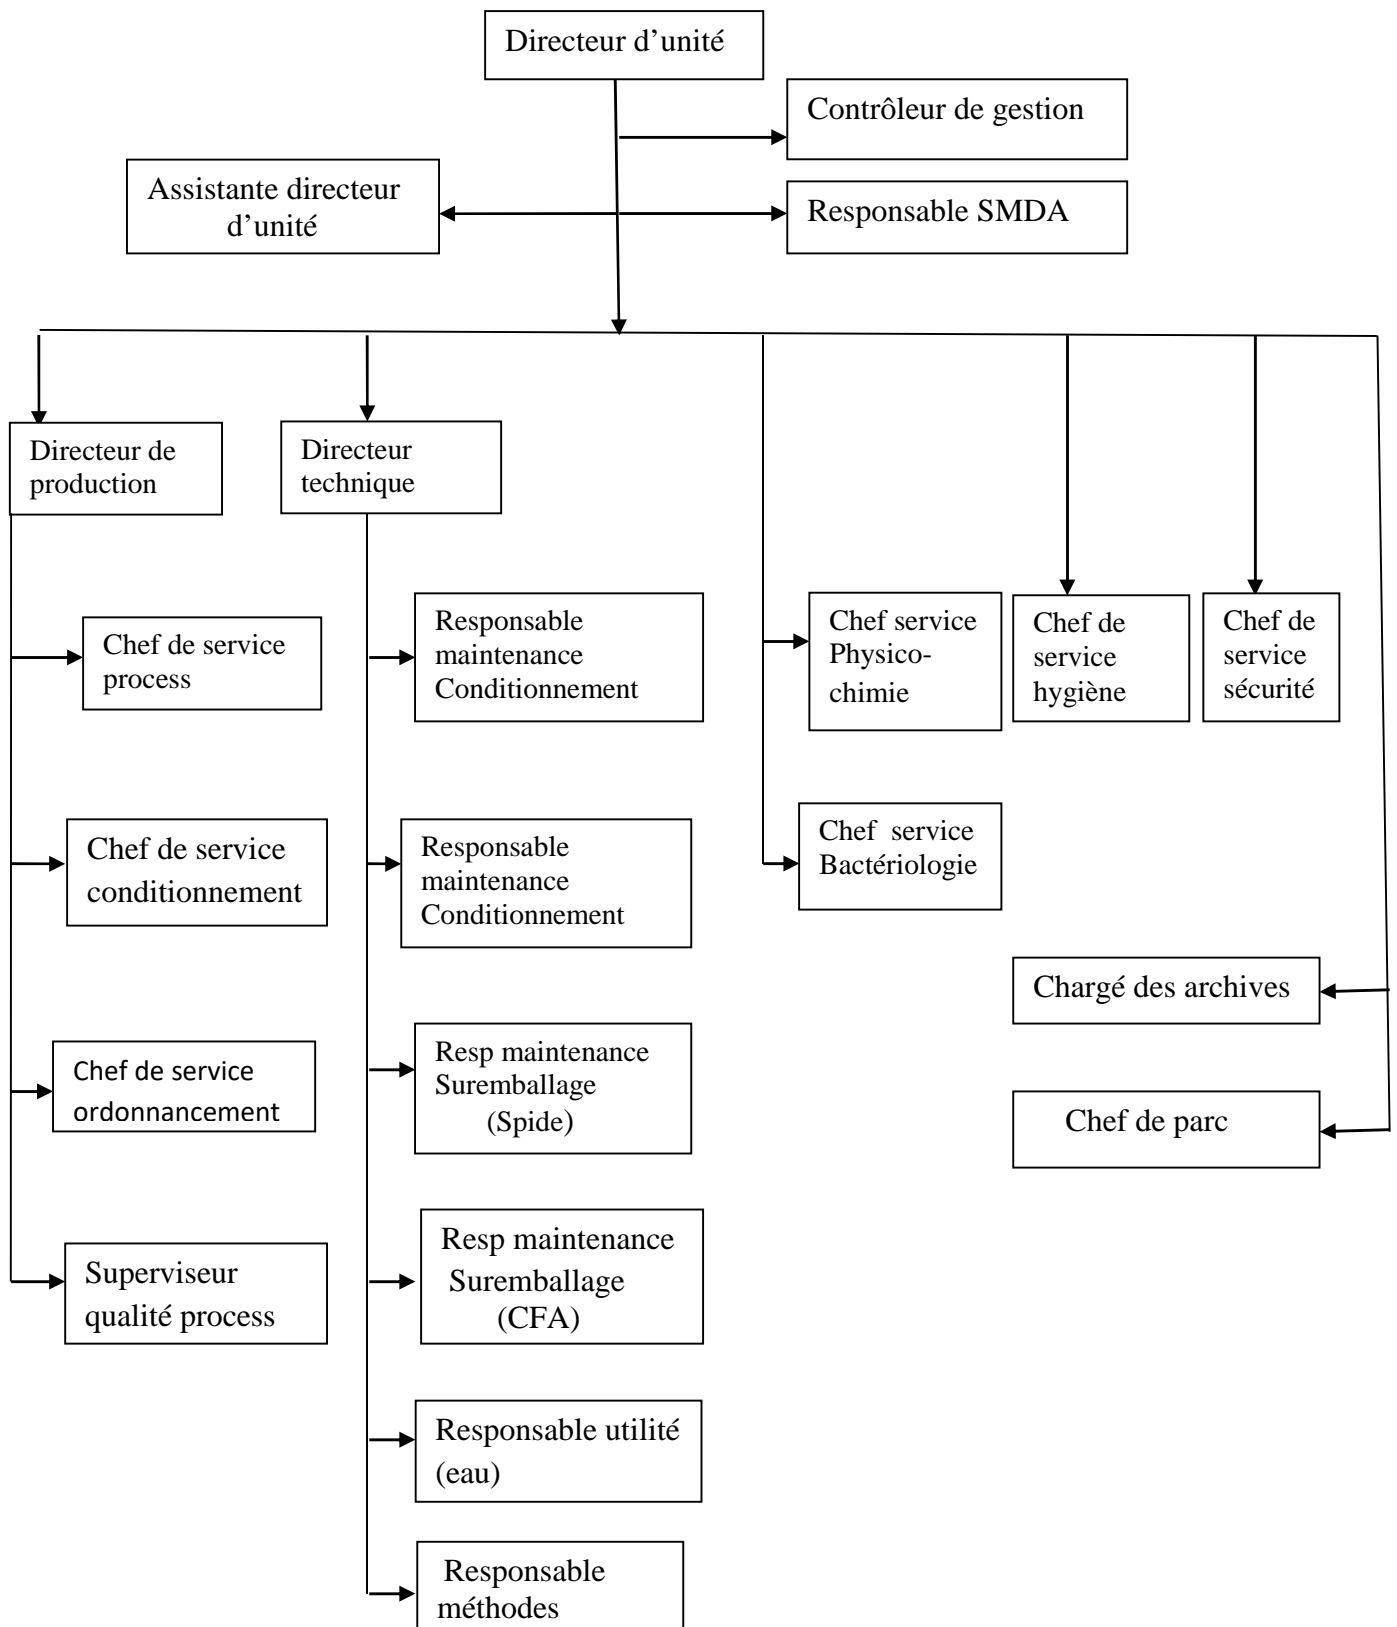 Directeur d’unité
Contrôleur de gestion
Assistante directeur
d’unité
Responsable SMDA
Directeur de
production
Directeur
technique
Chef de service
process
Responsable
maintenance
Conditionnement
Chef service
Physico-
chimie
Chef de
service
hygiène
Chef de
service
sécurité
Chef de service
conditionnement
Responsable
maintenance
Conditionnement
Chef  service
Bactériologie
Chargé des archives
Chef de service
ordonnancement
Resp maintenance
Suremballage
(Spide)
Chef de parc
Superviseur
qualité process
Resp maintenance
Suremballage
(CFA)
Responsable utilité
(eau)
Responsable
méthodes